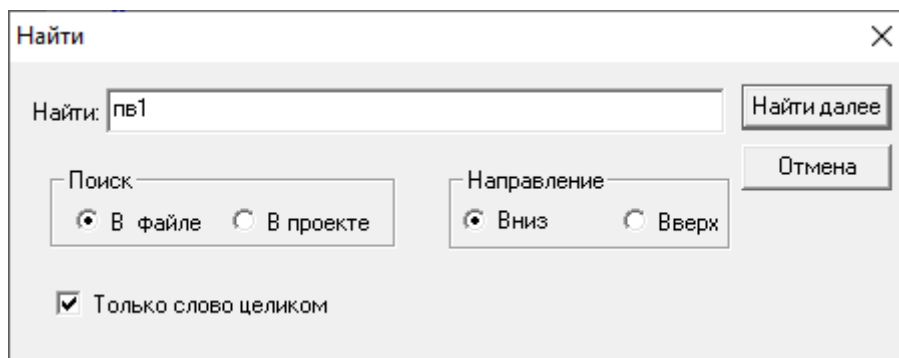 Найти
Найти: пв1
Найти далее
Отмена
Поиск
В файле В проекте
Направление
Вниз Вверх
Только слово целиком